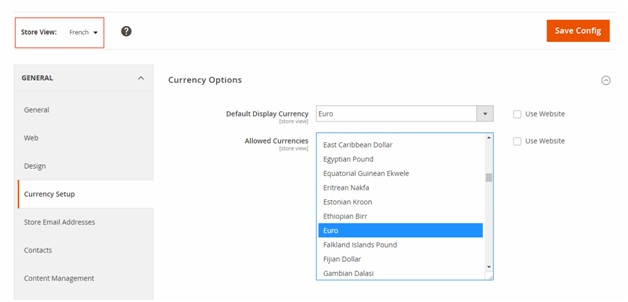 Store View: French
?
Save Config
GENERAL
General
Web
Design
Currency Setup
Store Email Addresses
Contacts
Content Management
Currency Options
Default Display Currency
[store view]
Euro
Use Website
Allowed Currencies
[store view]
East Caribbean Dollar
Egyptian Pound
Equatorial Guinean Ekwele
Eritrean Nakfa
Estonian Kroon
Ethiopian Birr
Euro
Falkland Islands Pound
Fijian Dollar
Gambian Dalasi
Use Website